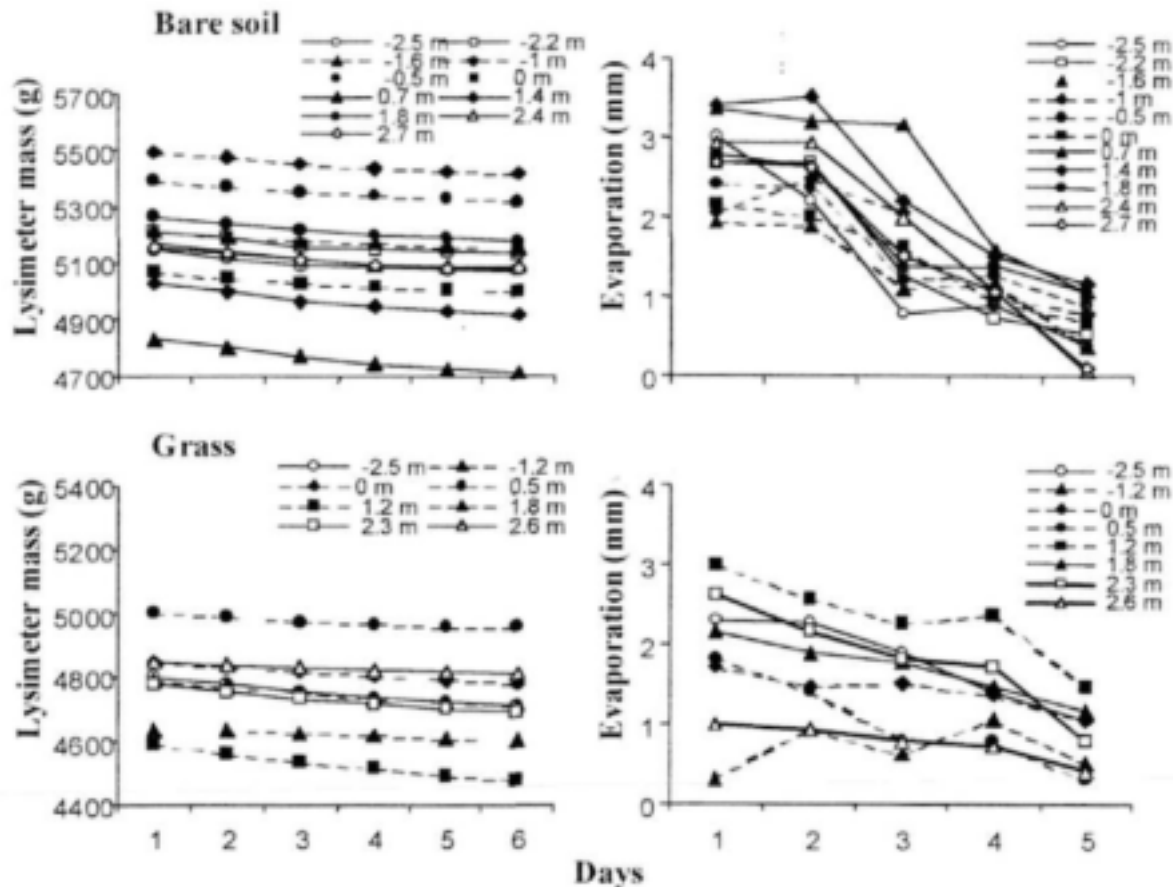 Bare soil
-2.5 m -2.2 m
-1.6 m -1 m
-0.5 m 0 m
0.7 m 1.4 m
1.8 m 2.4 m
2.7 m
Lysimeter mass (g)
5700
5500
5300
5100
4900
4700
Evaporation (mm)
4
3
2
1
0
-2.5 m
-2.2 m
-1.6 m
-1 m
-0.5 m
0 m
0.7 m
1.4 m
1.8 m
2.4 m
2.7 m
Grass
-2.5 m -1.2 m
0 m 0.5 m
1.2 m 1.8 m
2.3 m 2.6 m
Lysimeter mass (g)
5400
5200
5000
4800
4600
4400
1 2 3 4 5 6
Evaporation (mm)
4
3
2
1
0
-2.5 m
-1.2 m
0 m
0.5 m
1.2 m
1.8 m
2.3 m
2.6 m
1 2 3 4 5
Days